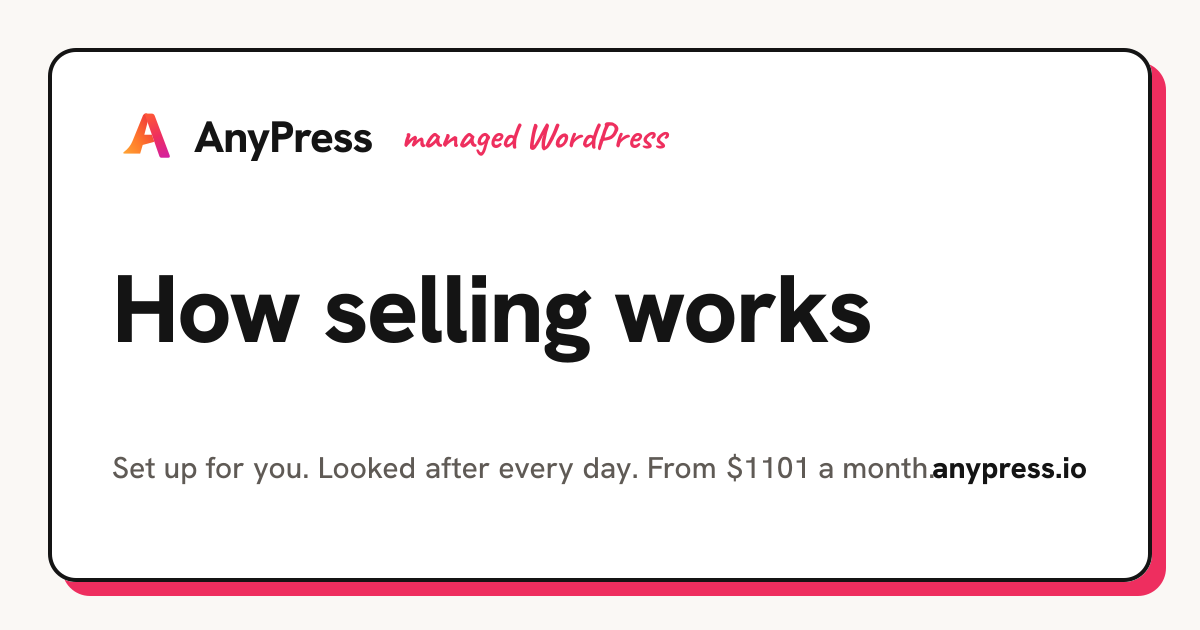 AnyPress managed WordPress
How selling works
Set up for you. Looked after every day. From $1101 a month. anypress.io